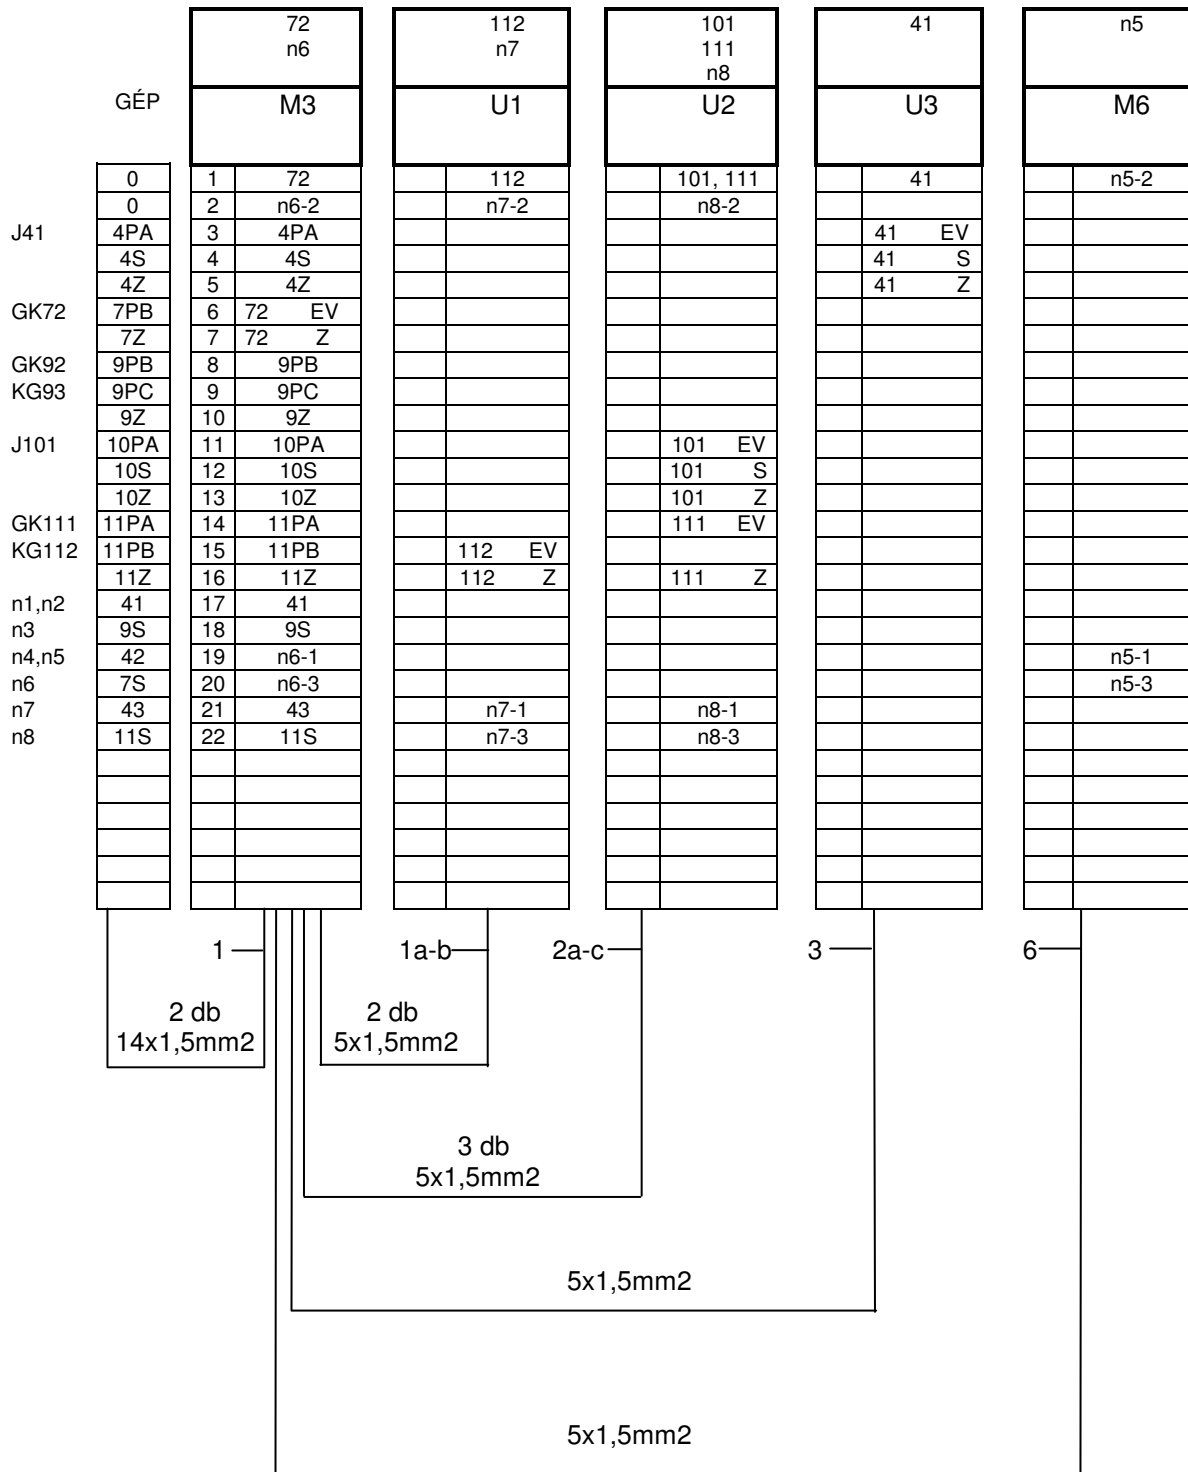 72 112 101 41 n5
n6 n7 111
n8
GÉP M3 U1 U2 U3 M6
0 1 72 112 101, 111 41 n5-2
0 2 n6-2 n7-2 n8-2
J41 4PA 3 4PA 41 EV
4S 4 4S 41 S
4Z 5 4Z 41 Z
GK72 7PB 6 72 EV
7Z 7 72 Z
GK92 9PB 8 9PB
KG93 9PC 9 9PC
9Z 10 9Z
J101 10PA 11 10PA 101 EV
10S 12 10S 101 S
10Z 13 10Z 101 Z
GK111 11PA 14 11PA 111 EV
KG112 11PB 15 11PB 112 EV
11Z 16 11Z 112 Z 111 Z
n1,n2 41 17 41
n3 9S 18 9S
n4,n5 42 19 n6-1 n5-1
n6 7S 20 n6-3 n5-3
n7 43 21 43 n7-1 n8-1
n8 11S 22 11S n7-3 n8-3
1 1a-b 2a-c 3 6
2 db 2 db
14x1,5mm2 5x1,5mm2
3 db
5x1,5mm2
5x1,5mm2
5x1,5mm2